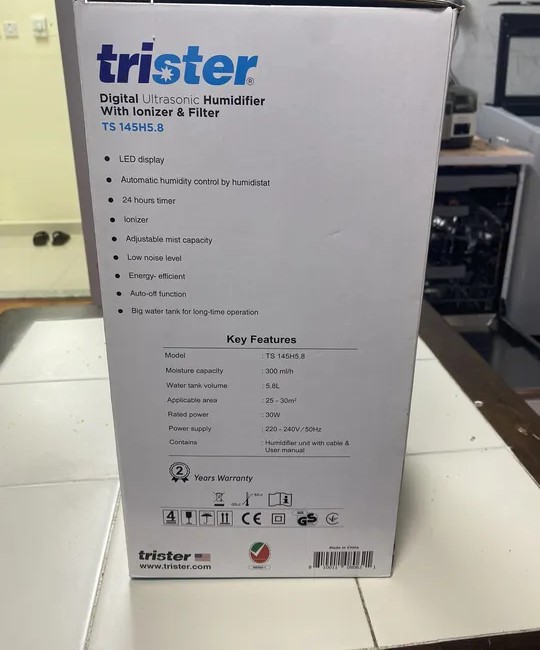 trister®
Digital Ultrasonic Humidifier
With Ionizer & Filter
TS 145H5.8
• LED display
• Automatic humidity control by humidistat
• 24 hours timer
• Ionizer
• Adjustable mist capacity
• Low noise level
• Energy- efficient
• Auto-off function
• Big water tank for long-time operation
Key Features
Model : TS 145H5.8
Moisture capacity : 300 ml/h
Water tank volume : 5.8L
Applicable area : 25 - 30m²
Rated power : 30W
Power supply : 220 - 240V/50Hz
Contains : Humidifier unit with cable &
User manual
2 Years Warranty
4
CE
GS
trister
www.trister.com
Made in China